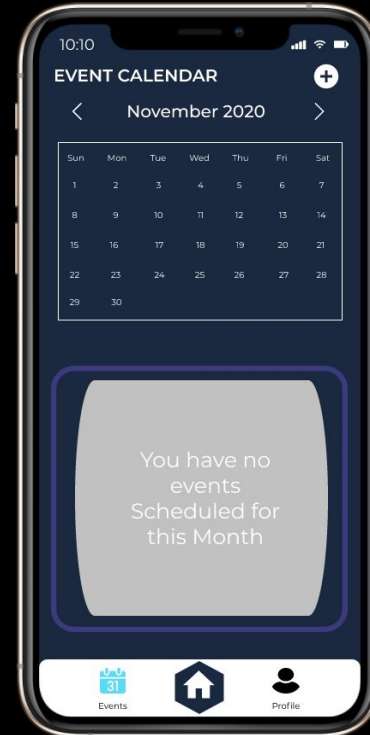 10:10
EVENT CALENDAR
November 2020
Sun Mon Tue Wed Thu Fri Sat
1 2 3 4 5 6 7
8 9 10 11 12 13 14
15 16 17 18 19 20 21
22 23 24 25 26 27 28
29 30
You have no
events
Scheduled for
this Month
31
Events Profile